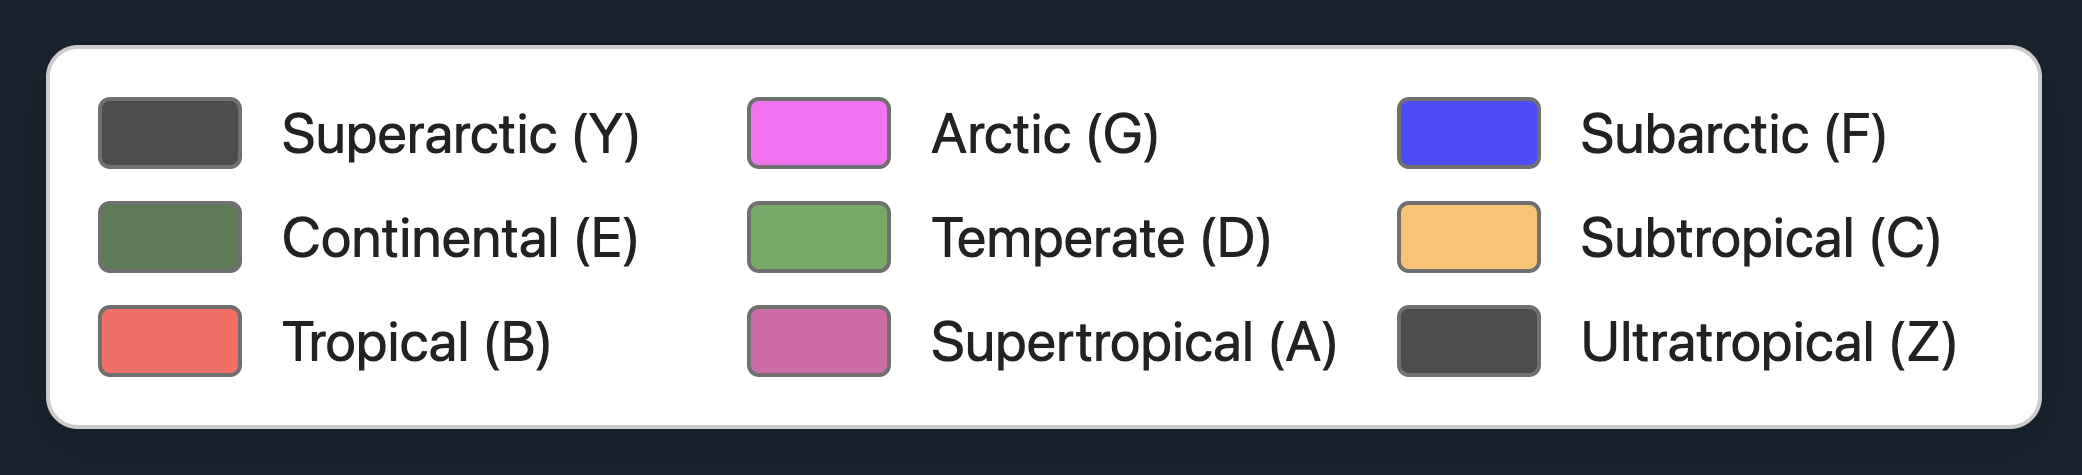 Superarctic (Y) Arctic (G) Subarctic (F)
Continental (E) Temperate (D) Subtropical (C)
Tropical (B) Supertropical (A) Ultratropical (Z)